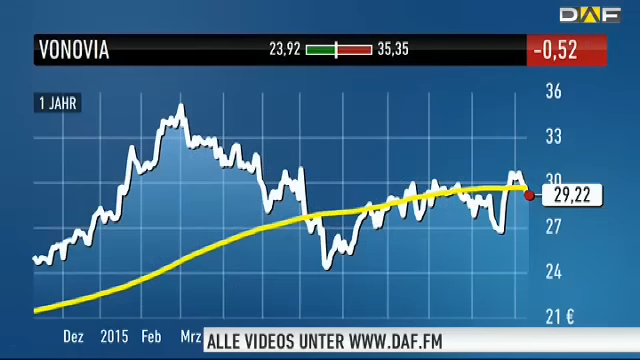 DAF
VONOVIA 23,92 35,35 -0,52
1 JAHR
36
33
30
29,22
27
24
21 €
Dez 2015 Feb Mrz
ALLE VIDEOS UNTER WWW.DAF.FM